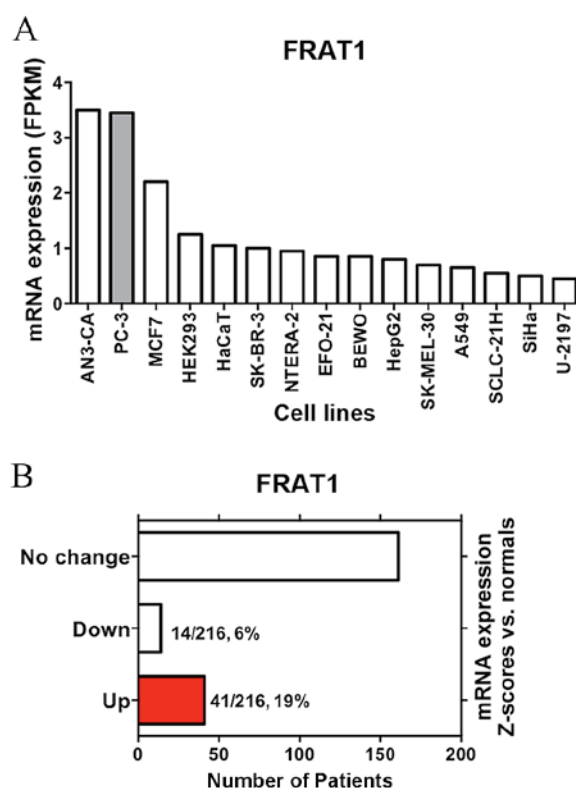 A
FRAT1
mRNA expression (FPKM)
4
3
2
1
0
AN3-CA
PC-3
MCF7
HEK293
HaCaT
SK-BR-3
NTERA-2
EFO-21
BEWO
HepG2
SK-MEL-30
A549
SCLC-21H
SiHa
U-2197
Cell lines
B
FRAT1
No change
Down
14/216, 6%
Up
41/216, 19%
0 50 100 150 200
Number of Patients
mRNA expression
Z-scores vs. normals